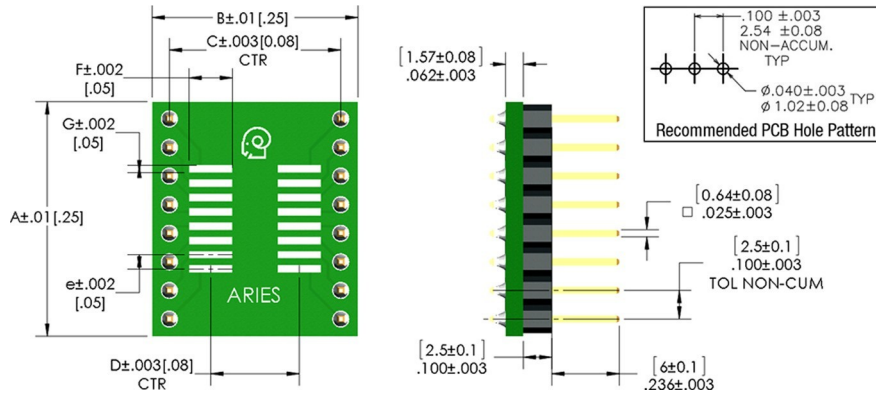 B±.01[.25]
C±.003[0.08]
CTR
F±.002
[.05]
G±.002
[.05]
A±.01[.25]
e±.002
[.05]
ARIES
D±.003[.08]
CTR
[1.57±0.08]
.062±.003
[0.64±0.08]
□ .025±.003
[2.5±0.1]
.100±.003
TOL NON-CUM
[2.5±0.1]
.100±.003
[6±0.1]
.236±.003
.100 ±.003
2.54 ±0.08
NON-ACCUM.
TYP
Ø.040±.003
Ø 1.02±0.08 TYP
Recommended PCB Hole Pattern